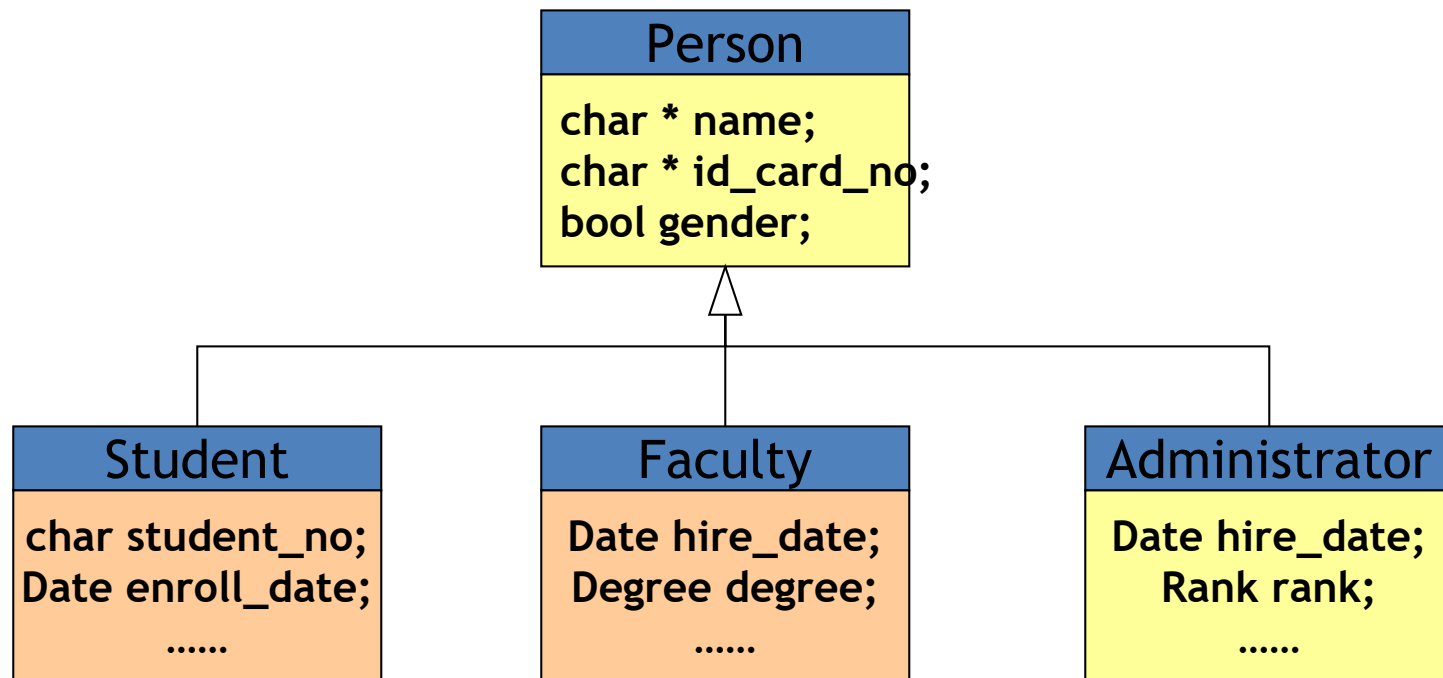 Person
char * name;
char * id_card_no;
bool gender;
Student
char student_no;
Date enroll_date;
......
Faculty
Date hire_date;
Degree degree;
......
Administrator
Date hire_date;
Rank rank;
......